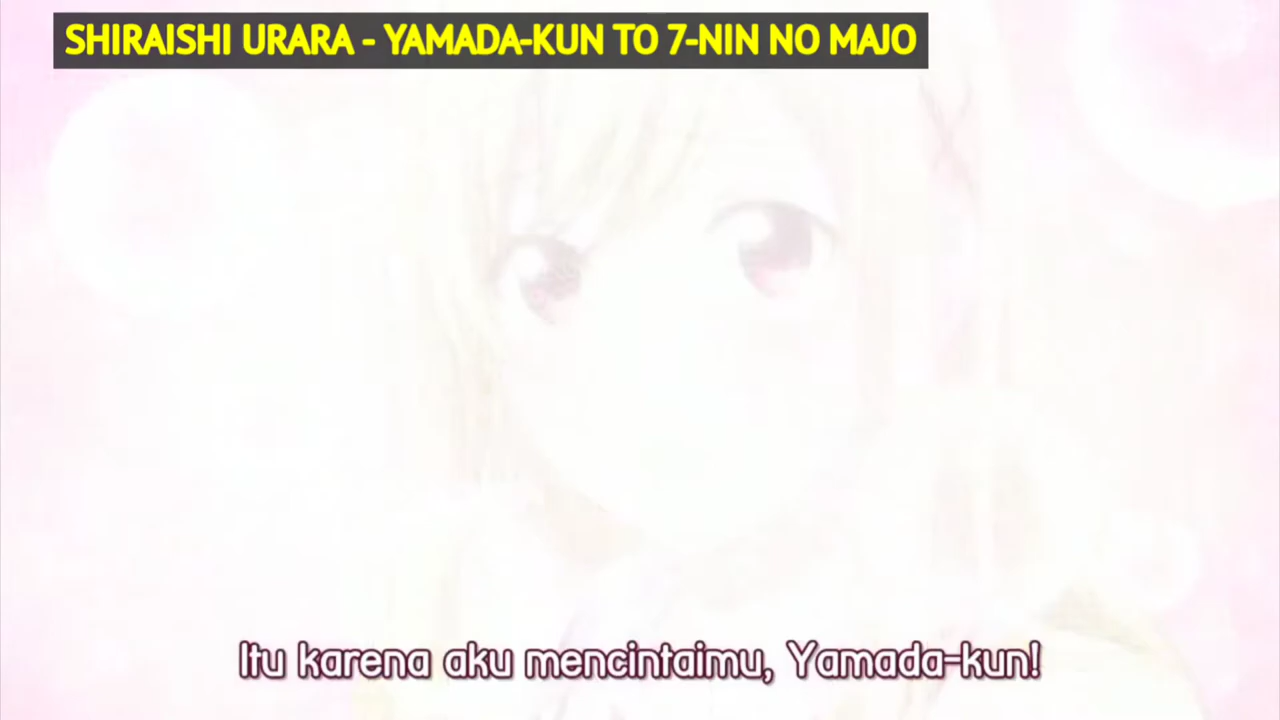 SHIRAISHI URARA - YAMADA-KUN TO 7-NIN NO MAJO
Itu karena aku mencintaimu, Yamada-kun!